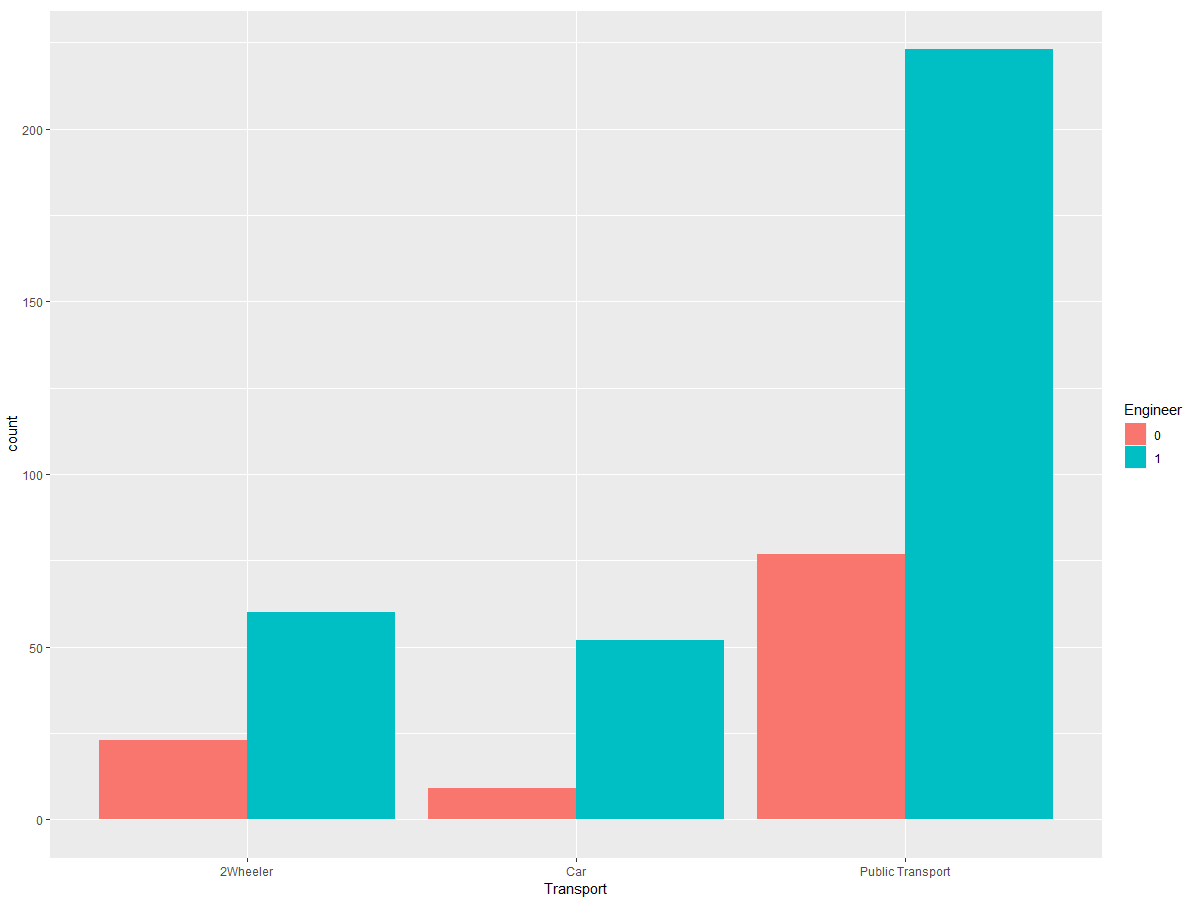 count
200
150
100
50
0
2Wheeler
Car
Public Transport
Transport
Engineer
0
1